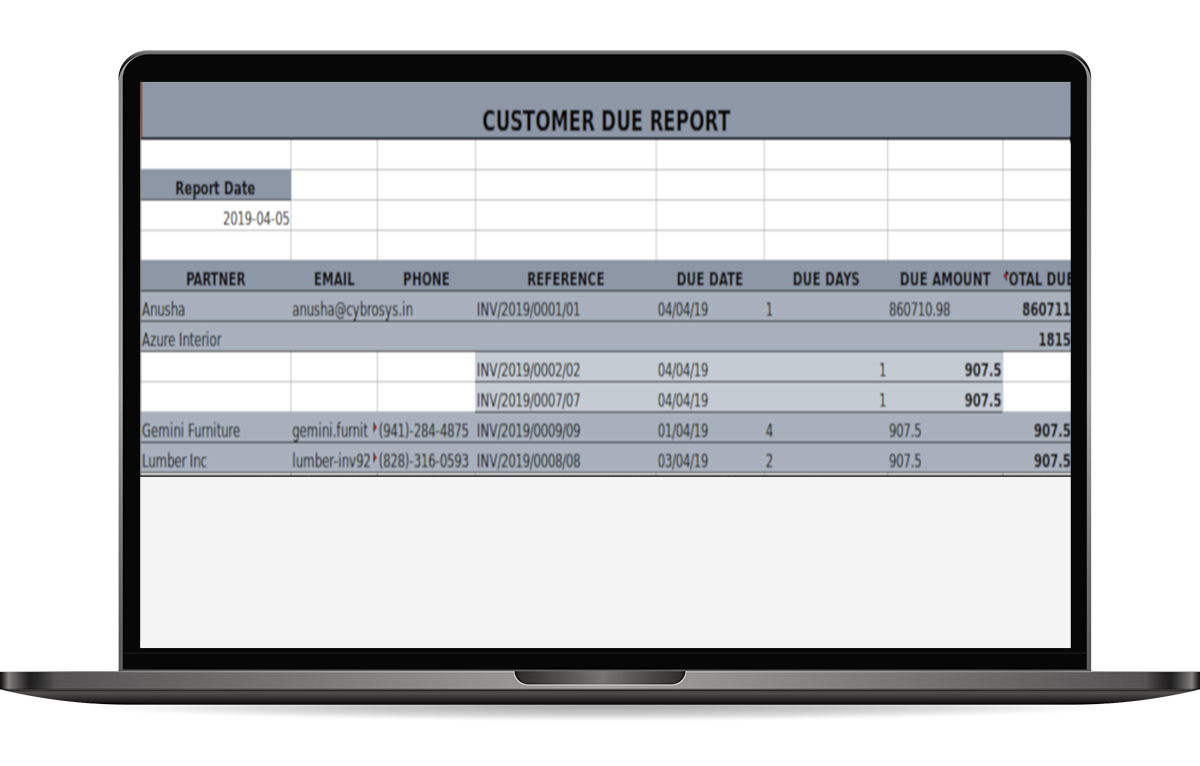 CUSTOMER DUE REPORT
Report Date
2019-04-05
PARTNER EMAIL PHONE REFERENCE DUE DATE DUE DAYS DUE AMOUNT OTAL DUE
Anusha anusha@cybrosys.in INV/2019/0001/01 04/04/19 1 860710.98 860711
Azure Interior 1815
INV/2019/0002/02 04/04/19 1 907.5
INV/2019/0007/07 04/04/19 1 907.5
Gemini Furniture gemini.furnit (941)-284-4875 INV/2019/0009/09 01/04/19 4 907.5 907.5
Lumber Inc lumber-inv92 (828)-316-0593 INV/2019/0008/08 03/04/19 2 907.5 907.5